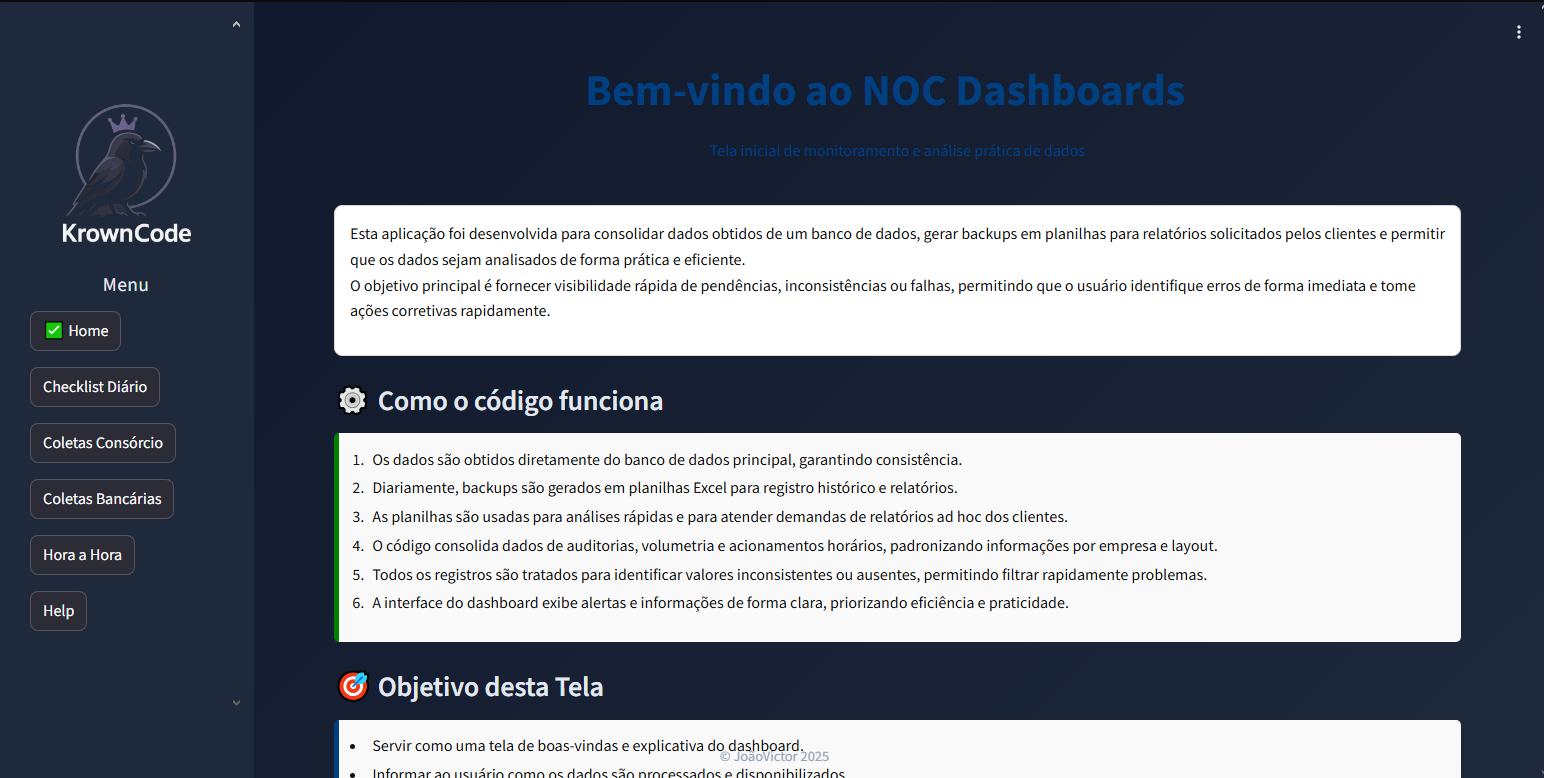 KrownCode
Menu
✅ Home
Checklist Diário
Coletas Consórcio
Coletas Bancárias
Hora a Hora
Help
Bem-vindo ao NOC Dashboards
Tela inicial de monitoramento e análise prática de dados
Esta aplicação foi desenvolvida para consolidar dados obtidos de um banco de dados, gerar backups em planilhas para relatórios solicitados pelos clientes e permitir
que os dados sejam analisados de forma prática e eficiente.
O objetivo principal é fornecer visibilidade rápida de pendências, inconsistências ou falhas, permitindo que o usuário identifique erros de forma imediata e tome
ações corretivas rapidamente.
Como o código funciona
1. Os dados são obtidos diretamente do banco de dados principal, garantindo consistência.
2. Diariamente, backups são gerados em planilhas Excel para registro histórico e relatórios.
3. As planilhas são usadas para análises rápidas e para atender demandas de relatórios ad hoc dos clientes.
4. O código consolida dados de auditorias, volumetria e acionamentos horários, padronizando informações por empresa e layout.
5. Todos os registros são tratados para identificar valores inconsistentes ou ausentes, permitindo filtrar rapidamente problemas.
6. A interface do dashboard exibe alertas e informações de forma clara, priorizando eficiência e praticidade.
Objetivo desta Tela
• Servir como uma tela de boas-vindas e explicativa do dashboard.
© JoãoVictor 2025
• Informar ao usuário como os dados são processados e disponibilizados.